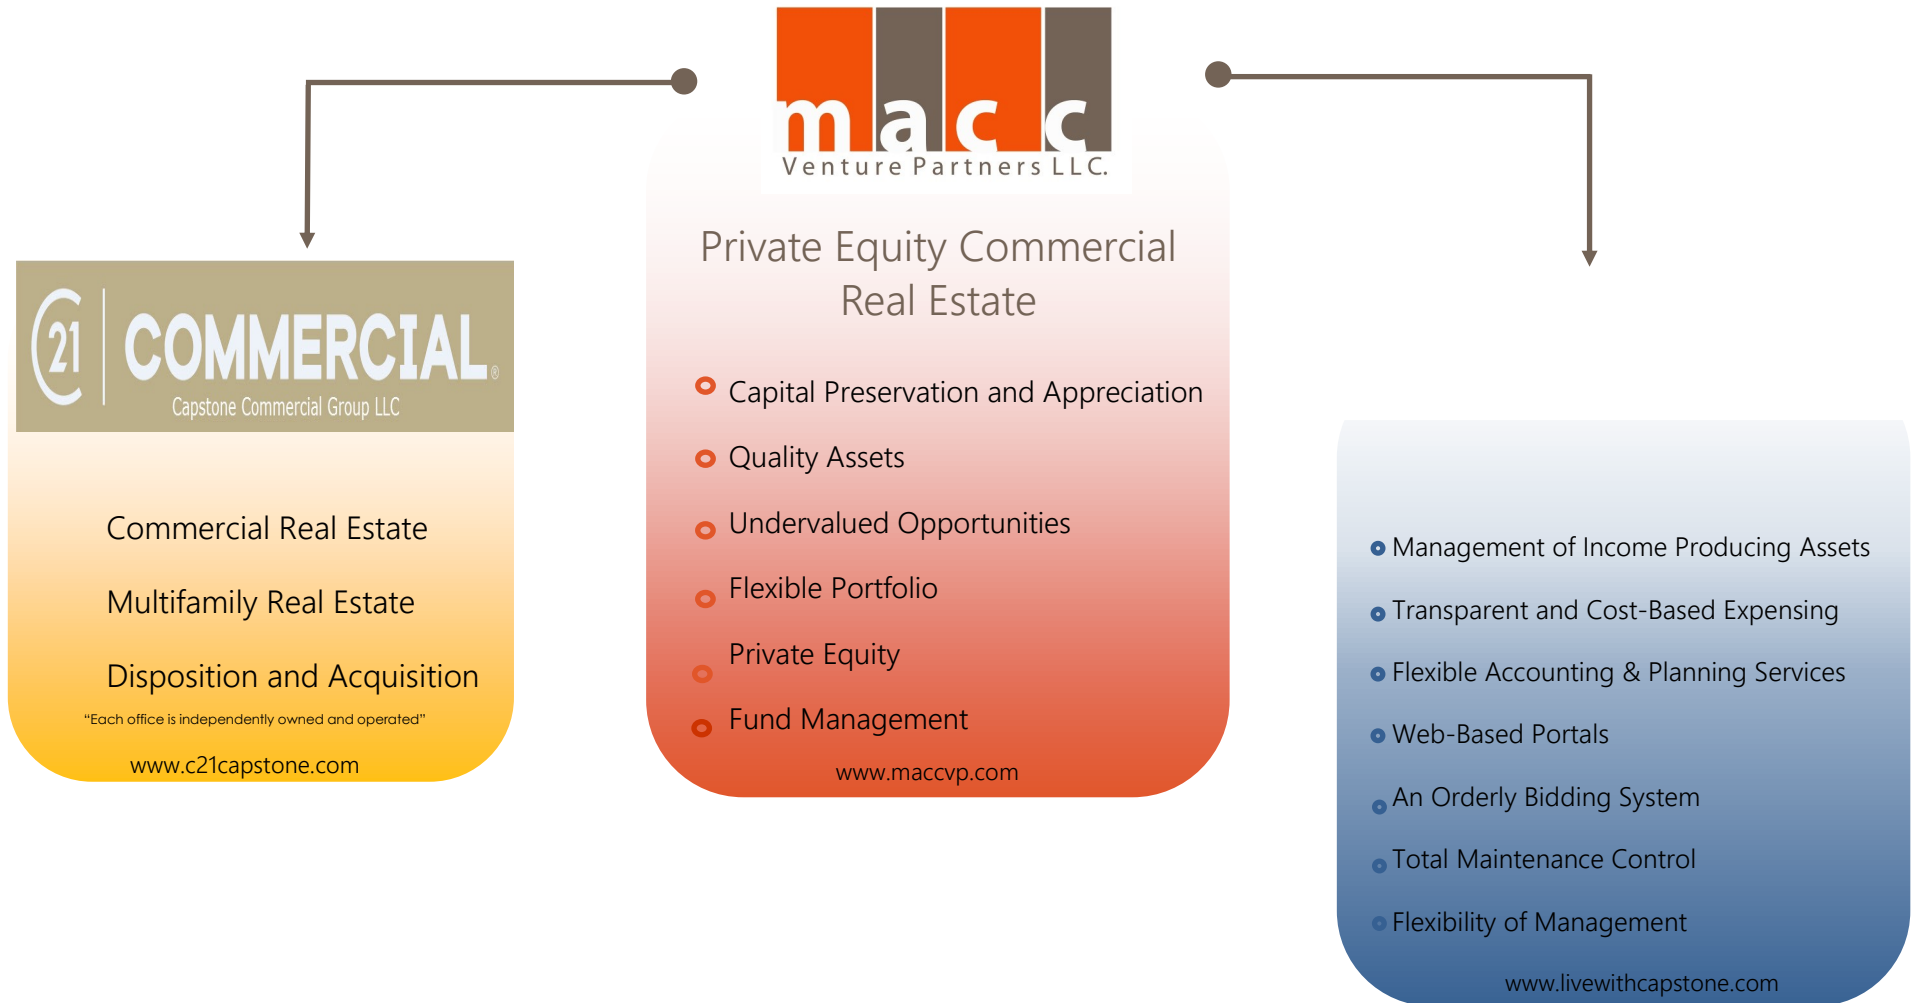 macc
Venture Partners LLC.
Private Equity Commercial
Real Estate
Capital Preservation and Appreciation
Quality Assets
Undervalued Opportunities
Flexible Portfolio
Private Equity
Fund Management
www.maccvp.com
C21 COMMERCIAL®
Capstone Commercial Group LLC
Commercial Real Estate
Multifamily Real Estate
Disposition and Acquisition
“Each office is independently owned and operated”
www.c21capstone.com
Management of Income Producing Assets
Transparent and Cost-Based Expensing
Flexible Accounting & Planning Services
Web-Based Portals
An Orderly Bidding System
Total Maintenance Control
Flexibility of Management
www.livewithcapstone.com